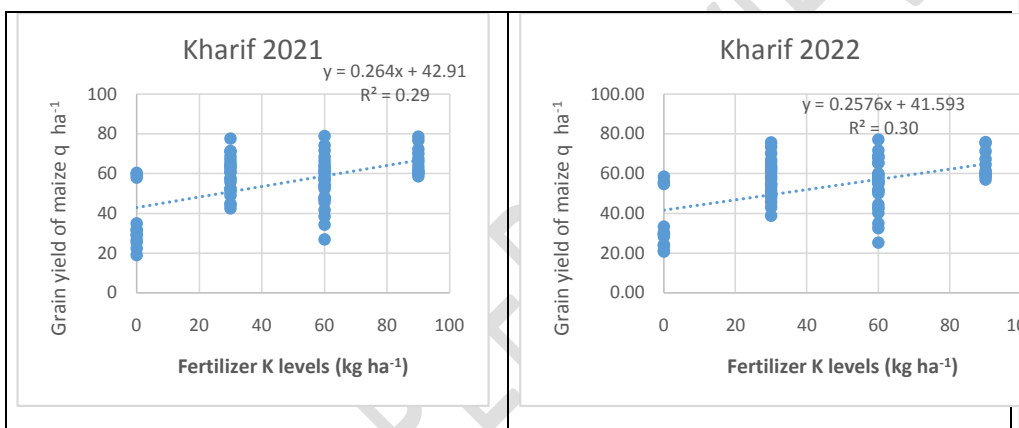 Kharif 2021
y = 0.264x + 42.91
R² = 0.29
100
80
60
40
20
0
0 20 40 60 80 100
Grain yield of maize q ha⁻¹
Fertilizer K levels (kg ha⁻¹)
Kharif 2022
y = 0.2576x + 41.593
R² = 0.30
100.00
80.00
60.00
40.00
20.00
0.00
0 20 40 60 80
Grain yield of maize q ha⁻¹
Fertilizer K levels (kg ha⁻¹)